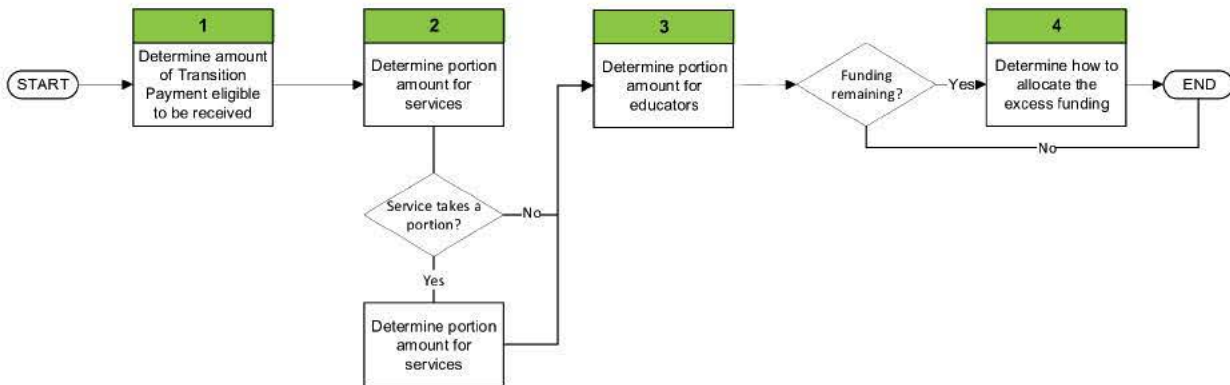 START
1
Determine amount
of Transition
Payment eligible
to be received
2
Determine portion
amount for
services
Service takes a
portion?
No
Yes
Determine portion
amount for
services
3
Determine portion
amount for
educators
Funding
remaining?
Yes
No
4
Determine how to
allocate the
excess funding
END